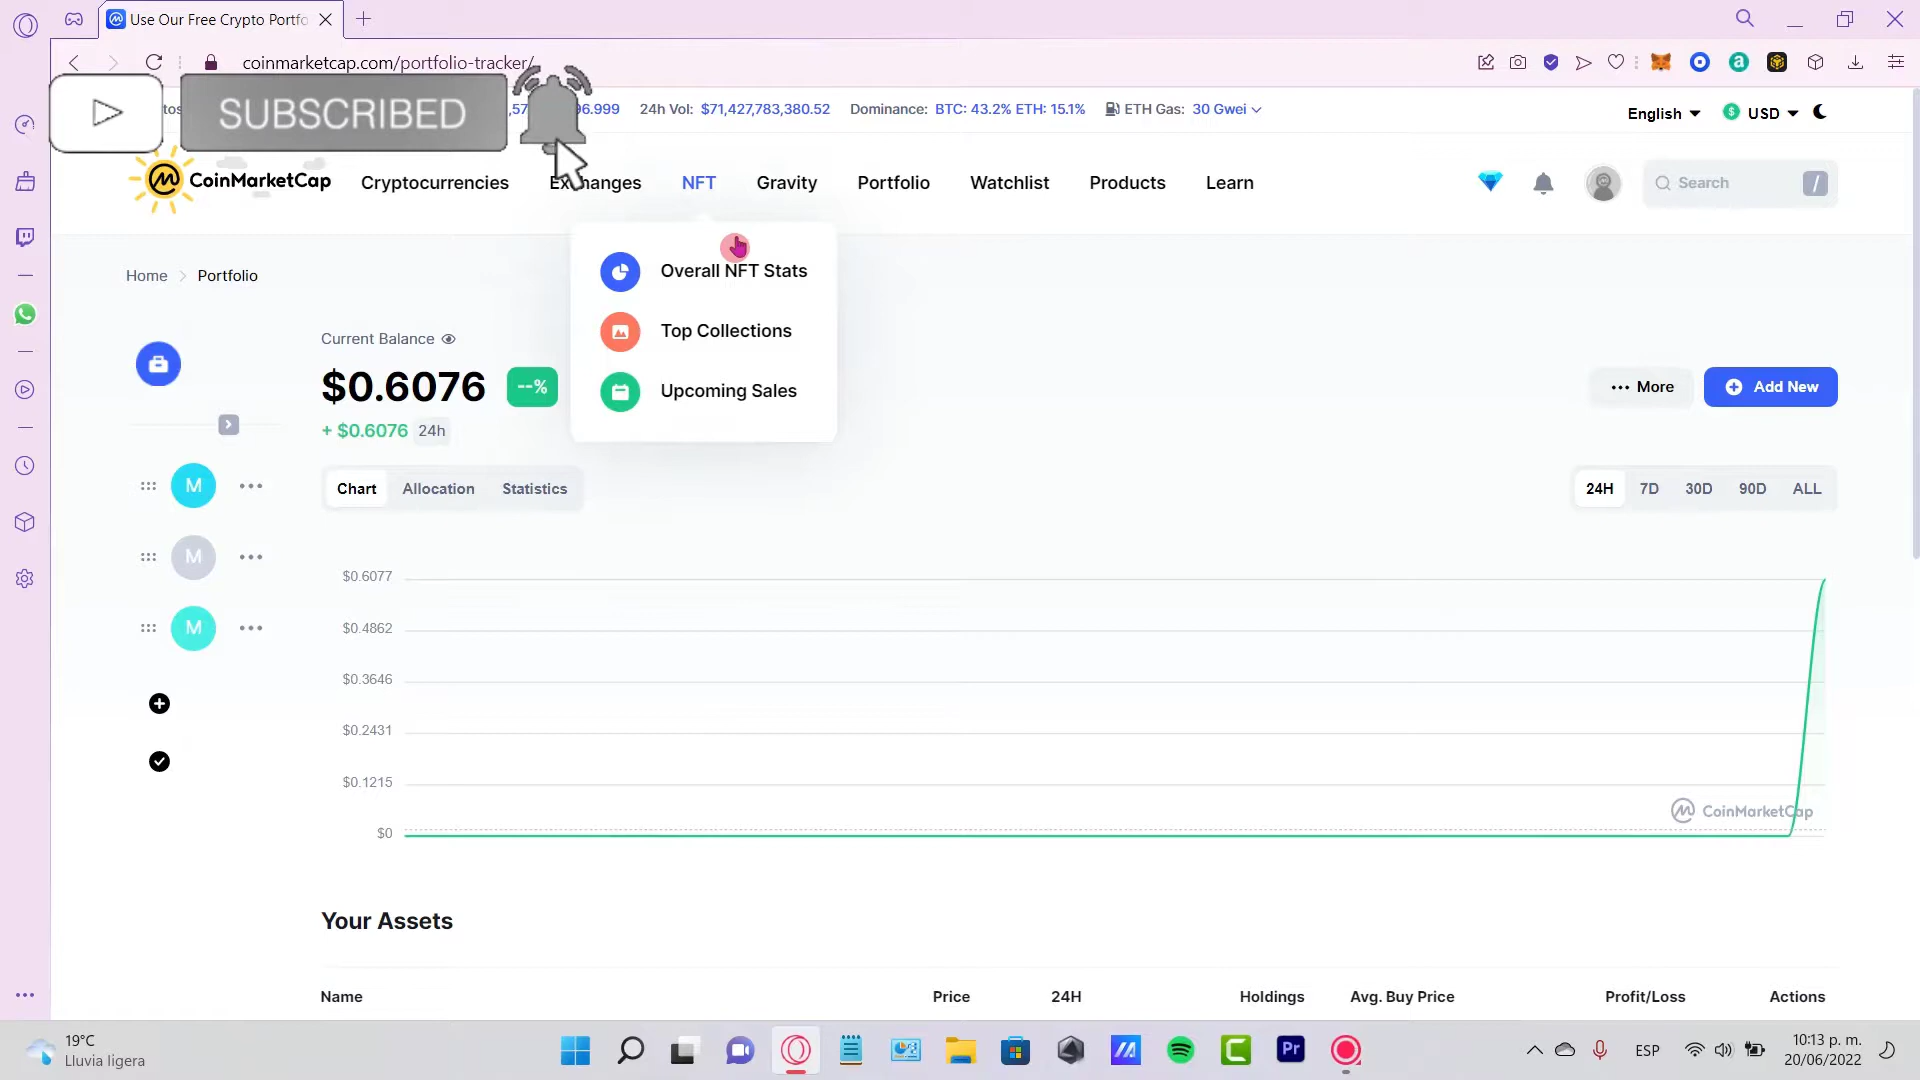 Use Our Free Crypto Portfo
coinmarketcap.com/portfolio-tracker/
SUBSCRIBED
96.999 24h Vol: $71,427,783,380.52 Dominance: BTC: 43.2% ETH: 15.1% ETH Gas: 30 Gwei
English USD
CoinMarketCap Cryptocurrencies Exchanges NFT Gravity Portfolio Watchlist Products Learn Search /
Overall NFT Stats
Top Collections
Upcoming Sales
Home > Portfolio
Current Balance
$0.6076 --%
+ $0.6076 24h
More Add New
Chart Allocation Statistics
24H 7D 30D 90D ALL
M
M
M
$0.6077
$0.4862
$0.3646
$0.2431
$0.1215
$0
CoinMarketCap
Your Assets
Name Price 24H Holdings Avg. Buy Price Profit/Loss Actions
19°C
Lluvia ligera
Pr
ESP
10:13 p. m.
20/06/2022